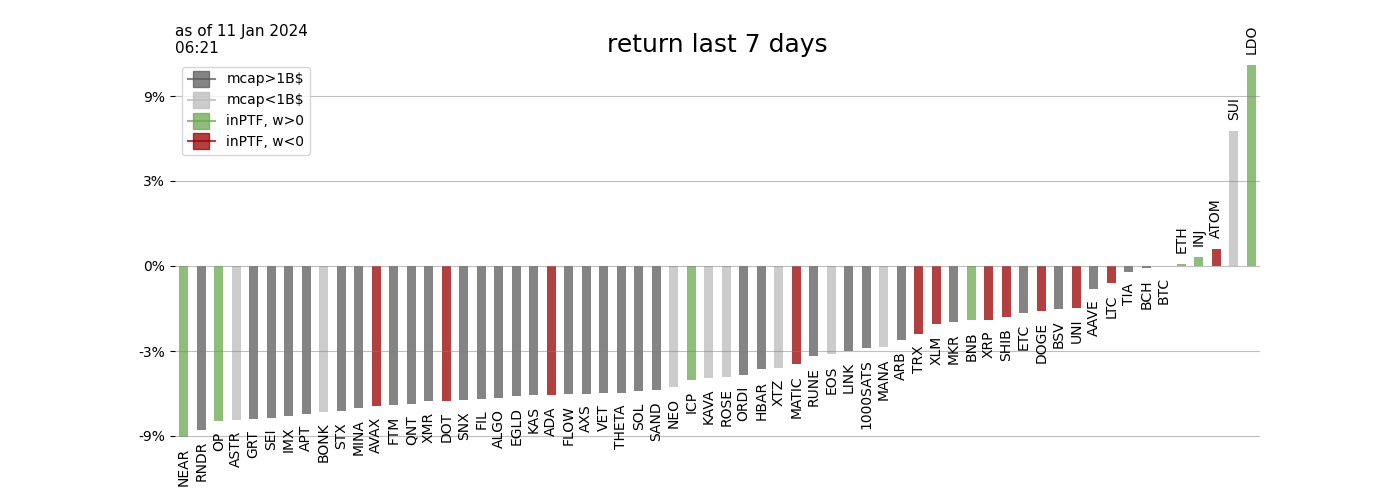 as of 11 Jan 2024
06:21
return last 7 days
mcap>1B$
mcap<1B$
inPTF, w>0
inPTF, w<0
9%
3%
0%
-3%
-9%
NEAR
RNDR
OP
ASTR
GRT
SEI
IMX
APT
BONK
STX
MINA
AVAX
FTM
QNT
XMR
DOT
SNX
FIL
ALGO
EGLD
KAS
ADA
FLOW
AXS
VET
THETA
SOL
SAND
NEO
ICP
KAVA
ROSE
ORDI
HBAR
XTZ
MATIC
RUNE
EOS
LINK
1000SATS
MANA
ARB
TRX
XLM
MKR
BNB
XRP
SHIB
ETC
DOGE
BSV
UNI
AAVE
LTC
TIA
BCH
BTC
ETH
INJ
ATOM
SUI
LDO